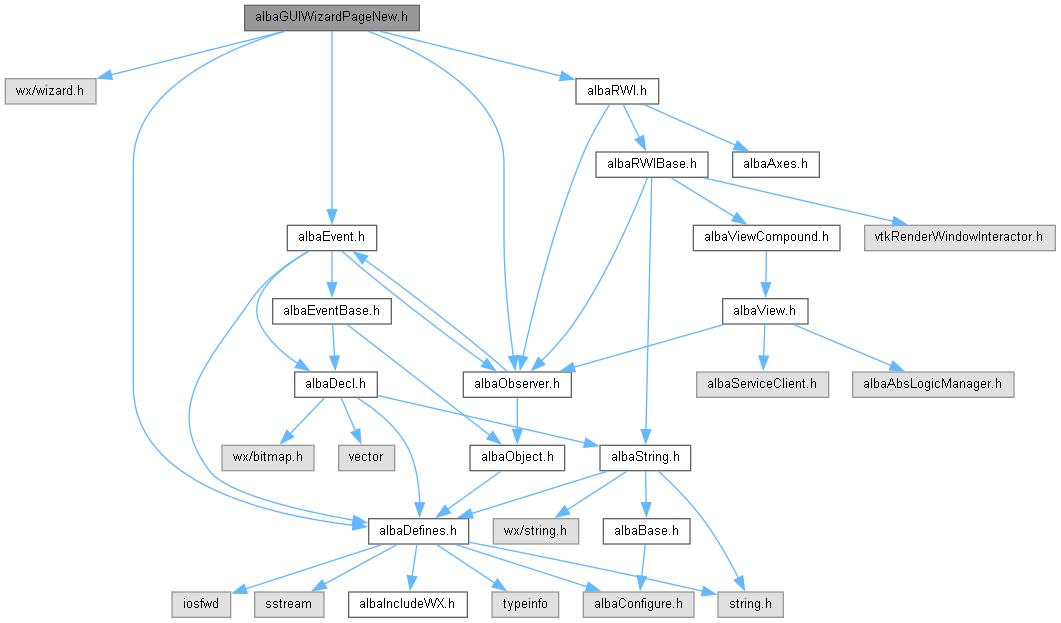 albaGUIWizardPageNew.h
wx/wizard.h
albaRWI.h
albaRWIBase.h
albaAxes.h
albaEvent.h
albaViewCompound.h
vtkRenderWindowInteractor.h
albaEventBase.h
albaView.h
albaDecl.h
albaObserver.h
albaServiceClient.h
albaAbsLogicManager.h
wx/bitmap.h
vector
albaObject.h
albaString.h
albaDefines.h
wx/string.h
albaBase.h
iosfwd
sstream
albaIncludeWX.h
typeinfo
albaConfigure.h
string.h